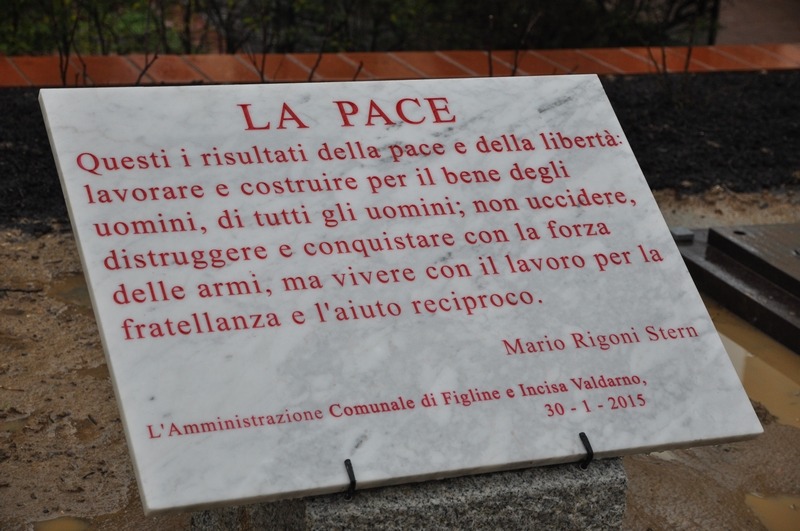 LA PACE
Questi i risultati della pace e della libertà:
lavorare e costruire per il bene degli
uomini, di tutti gli uomini; non uccidere,
distruggere e conquistare con la forza
delle armi, ma vivere con il lavoro per la
fratellanza e l'aiuto reciproco.
Mario Rigoni Stern
L'Amministrazione Comunale di Figline e Incisa Valdarno,
30 - 1 - 2015